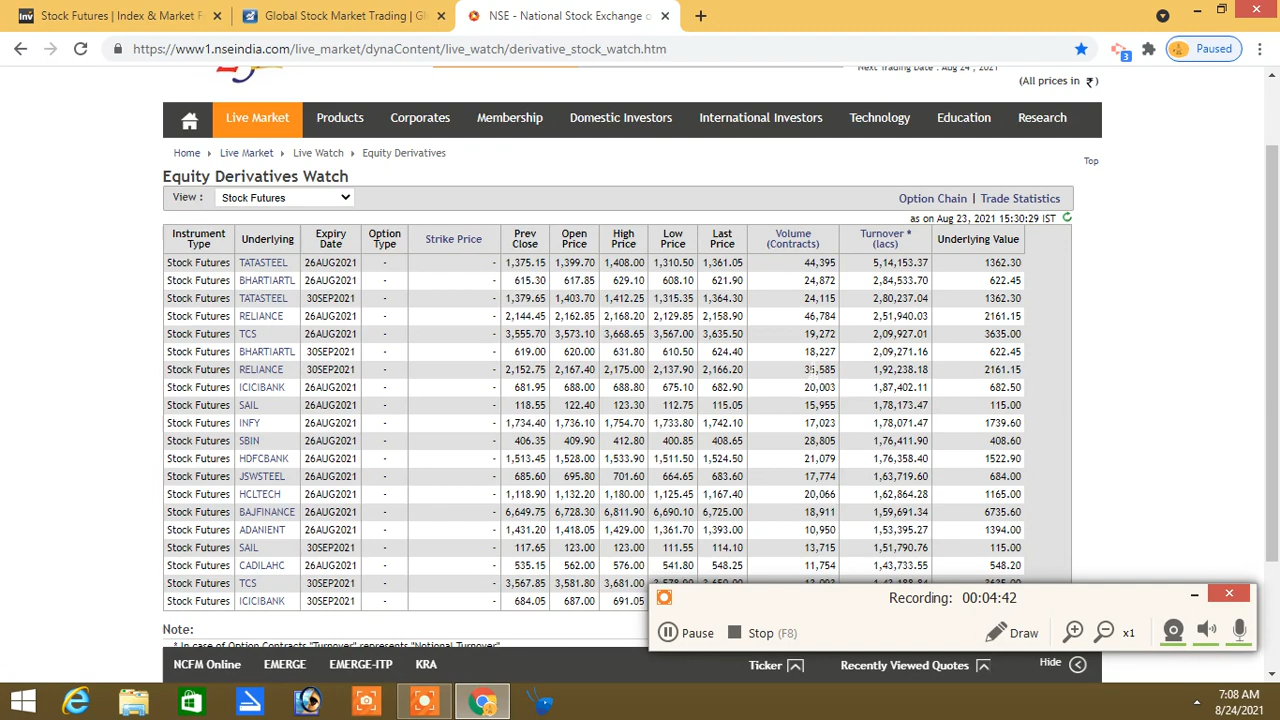 Stock Futures | Index & Market F
Global Stock Market Trading | Gl
NSE - National Stock Exchange o
https://www1.nseindia.com/live_market/dynaContent/live_watch/derivative_stock_watch.htm
3
Paused
Next Trading Date : Aug 24 , 2021
(All prices in ₹)
Live Market Products Corporates Membership Domestic Investors International Investors Technology Education Research
Home Live Market Live Watch Equity Derivatives
Top
Equity Derivatives Watch
View : Stock Futures
Option Chain | Trade Statistics
as on Aug 23, 2021 15:30:29 IST
Instrument Type Underlying Expiry Date Option Type Strike Price Prev Close Open Price High Price Low Price Last Price Volume (Contracts) Turnover * (lacs) Underlying Value
Stock Futures TATASTEEL 26AUG2021 - - 1,375.15 1,399.70 1,408.00 1,310.50 1,361.05 44,395 5,14,153.37 1362.30
Stock Futures BHARTIARTL 26AUG2021 - - 615.30 617.85 629.10 608.10 621.90 24,872 2,84,533.70 622.45
Stock Futures TATASTEEL 30SEP2021 - - 1,379.65 1,403.70 1,412.25 1,315.35 1,364.30 24,115 2,80,237.04 1362.30
Stock Futures RELIANCE 26AUG2021 - - 2,144.45 2,162.85 2,168.20 2,129.85 2,158.90 46,784 2,51,940.03 2161.15
Stock Futures TCS 26AUG2021 - - 3,555.70 3,573.10 3,668.65 3,567.00 3,635.50 19,272 2,09,927.01 3635.00
Stock Futures BHARTIARTL 30SEP2021 - - 619.00 620.00 631.80 610.50 624.40 18,227 2,09,271.16 622.45
Stock Futures RELIANCE 30SEP2021 - - 2,152.75 2,167.40 2,175.00 2,137.90 2,166.20 35,585 1,92,238.18 2161.15
Stock Futures ICICIBANK 26AUG2021 - - 681.95 688.00 688.80 675.10 682.90 20,003 1,87,402.11 682.50
Stock Futures SAIL 26AUG2021 - - 118.55 122.40 123.30 112.75 115.05 15,955 1,78,173.47 115.00
Stock Futures INFY 26AUG2021 - - 1,734.40 1,736.10 1,754.70 1,733.80 1,742.10 17,023 1,78,071.47 1739.60
Stock Futures SBIN 26AUG2021 - - 406.35 409.90 412.80 400.85 408.65 28,805 1,76,411.90 408.60
Stock Futures HDFCBANK 26AUG2021 - - 1,513.45 1,528.00 1,533.90 1,511.50 1,524.50 21,079 1,76,358.40 1522.90
Stock Futures JSWSTEEL 26AUG2021 - - 685.60 695.80 701.60 664.65 683.60 17,774 1,63,719.60 684.00
Stock Futures HCLTECH 26AUG2021 - - 1,118.90 1,132.20 1,180.00 1,125.45 1,167.40 20,066 1,62,864.28 1165.00
Stock Futures BAJFINANCE 26AUG2021 - - 6,649.75 6,728.30 6,811.90 6,690.10 6,725.00 18,911 1,59,691.34 6735.60
Stock Futures ADANIENT 26AUG2021 - - 1,431.20 1,418.05 1,429.00 1,361.70 1,393.00 10,950 1,53,395.27 1394.00
Stock Futures SAIL 30SEP2021 - - 117.65 123.00 123.00 111.55 114.10 13,715 1,51,790.76 115.00
Stock Futures CADILAHC 26AUG2021 - - 535.15 562.00 576.00 541.80 548.25 11,754 1,43,733.55 548.20
Stock Futures TCS 30SEP2021 - - 3,567.85 3,581.80 3,681.00
Stock Futures ICICIBANK 30SEP2021 - - 684.05 687.00 691.05
Recording: 00:04:42
Pause Stop (F8) Draw x1
Note:
* In case of Option Contracts "Turnover" represents "Notional Turnover"
NCFM Online EMERGE EMERGE-ITP KRA Ticker Recently Viewed Quotes Hide
7:08 AM
8/24/2021